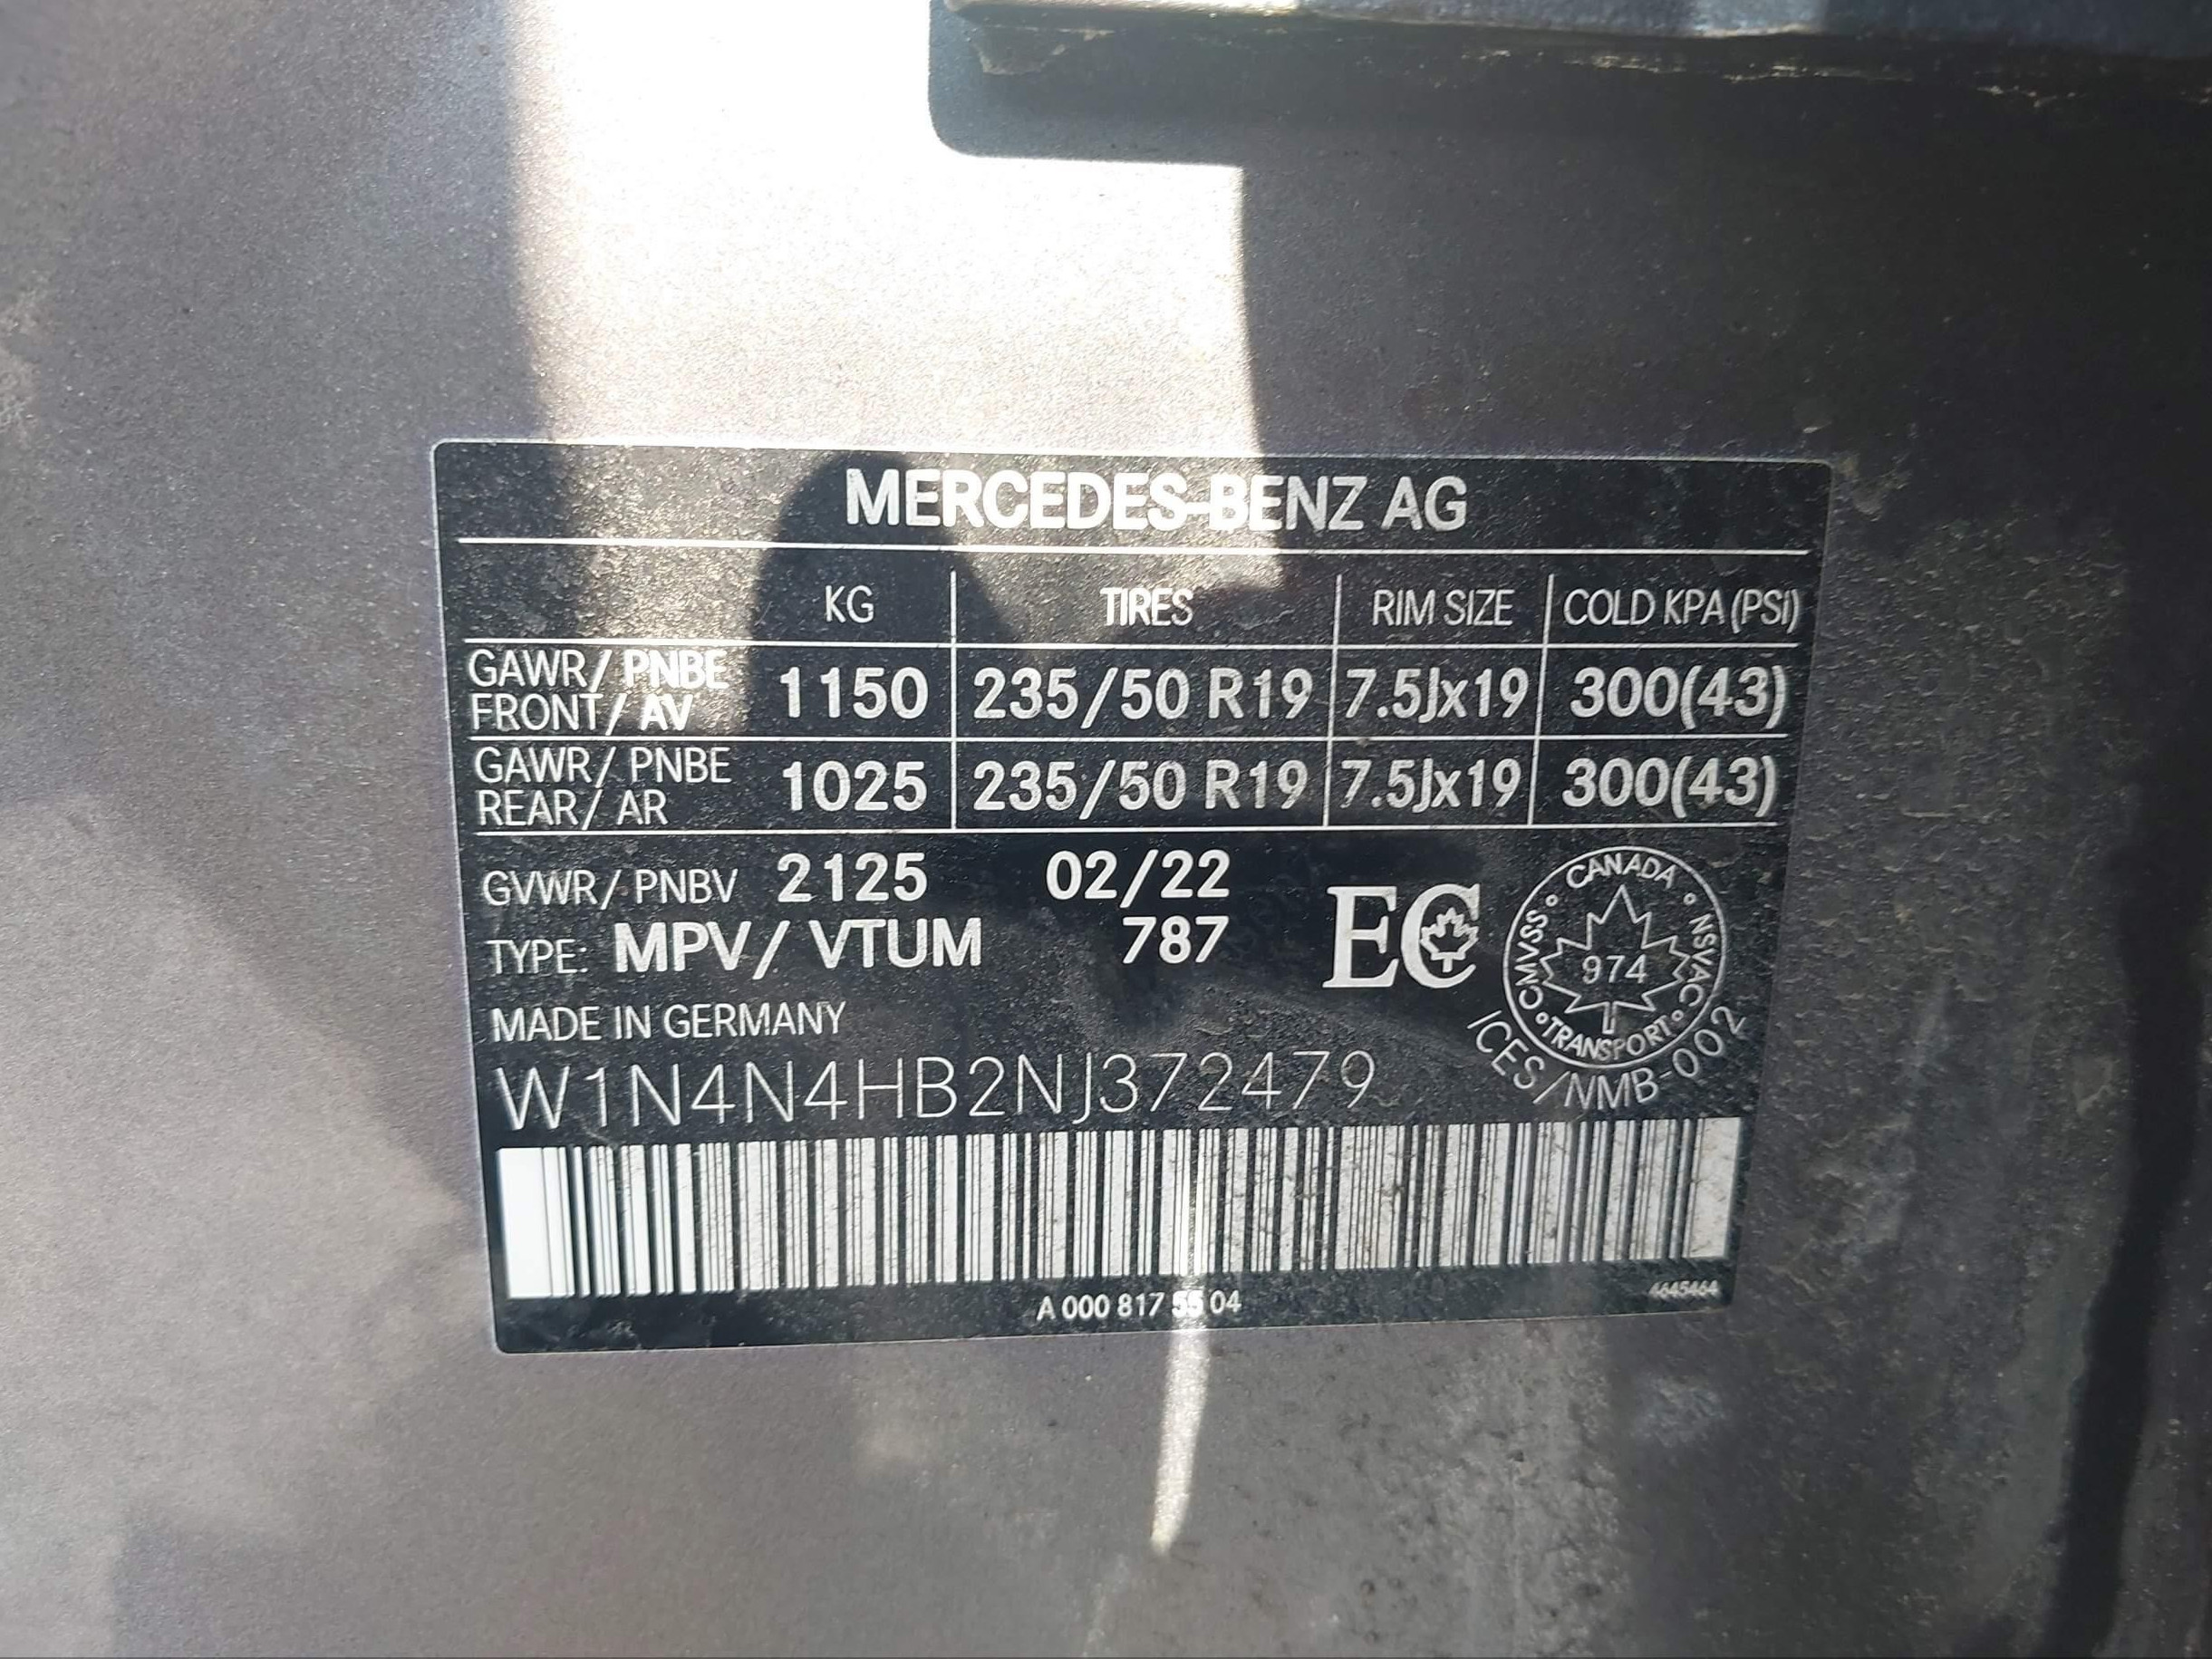 MERCEDES-BENZ AG
KG TIRES RIM SIZE COLD KPA (PSi)
GAWR/ PNBE
FRONT/ AV 1150 235/50 R19 7.5Jx19 300(43)
GAWR/ PNBE
REAR/ AR 1025 235/50 R19 7.5Jx19 300(43)
GVWR/ PNBV 2125 02/22
TYPE: MPV/ VTUM 787
EC
CANADA NSVAC TRANSPORT CMVSS
974
ICES/NMB-002
MADE IN GERMANY
W1N4N4HB2NJ372479
A 000 817 55 04
4645464